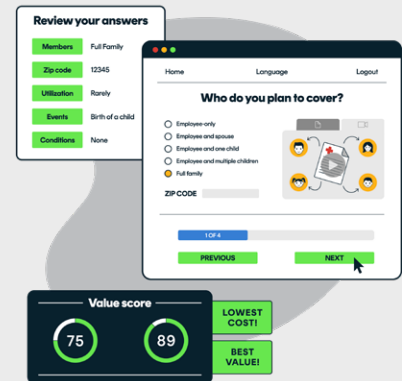 Review your answers
Members Full Family
Zip code 12345
Utilization Rarely
Events Birth of a child
Conditions None
Home Language Logout
Who do you plan to cover?
Employee-only
Employee and spouse
Employee and one child
Employee and multiple children
Full family
ZIP CODE
1 OF 4
PREVIOUS NEXT
Value score
75 89
LOWEST
COST!
BEST
VALUE!